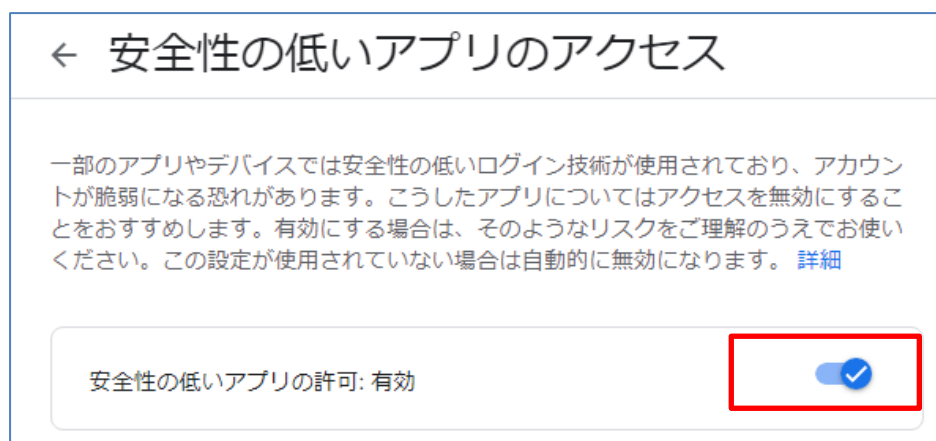 ← 安全性の低いアプリのアクセス
一部のアプリやデバイスでは安全性の低いログイン技術が使用されており、アカウン
トが脆弱になる恐れがあります。こうしたアプリについてはアクセスを無効にするこ
とをおすすめします。有効にする場合は、そのようなリスクをご理解のうえでお使い
ください。この設定が使用されていない場合は自動的に無効になります。 詳細
安全性の低いアプリの許可: 有効